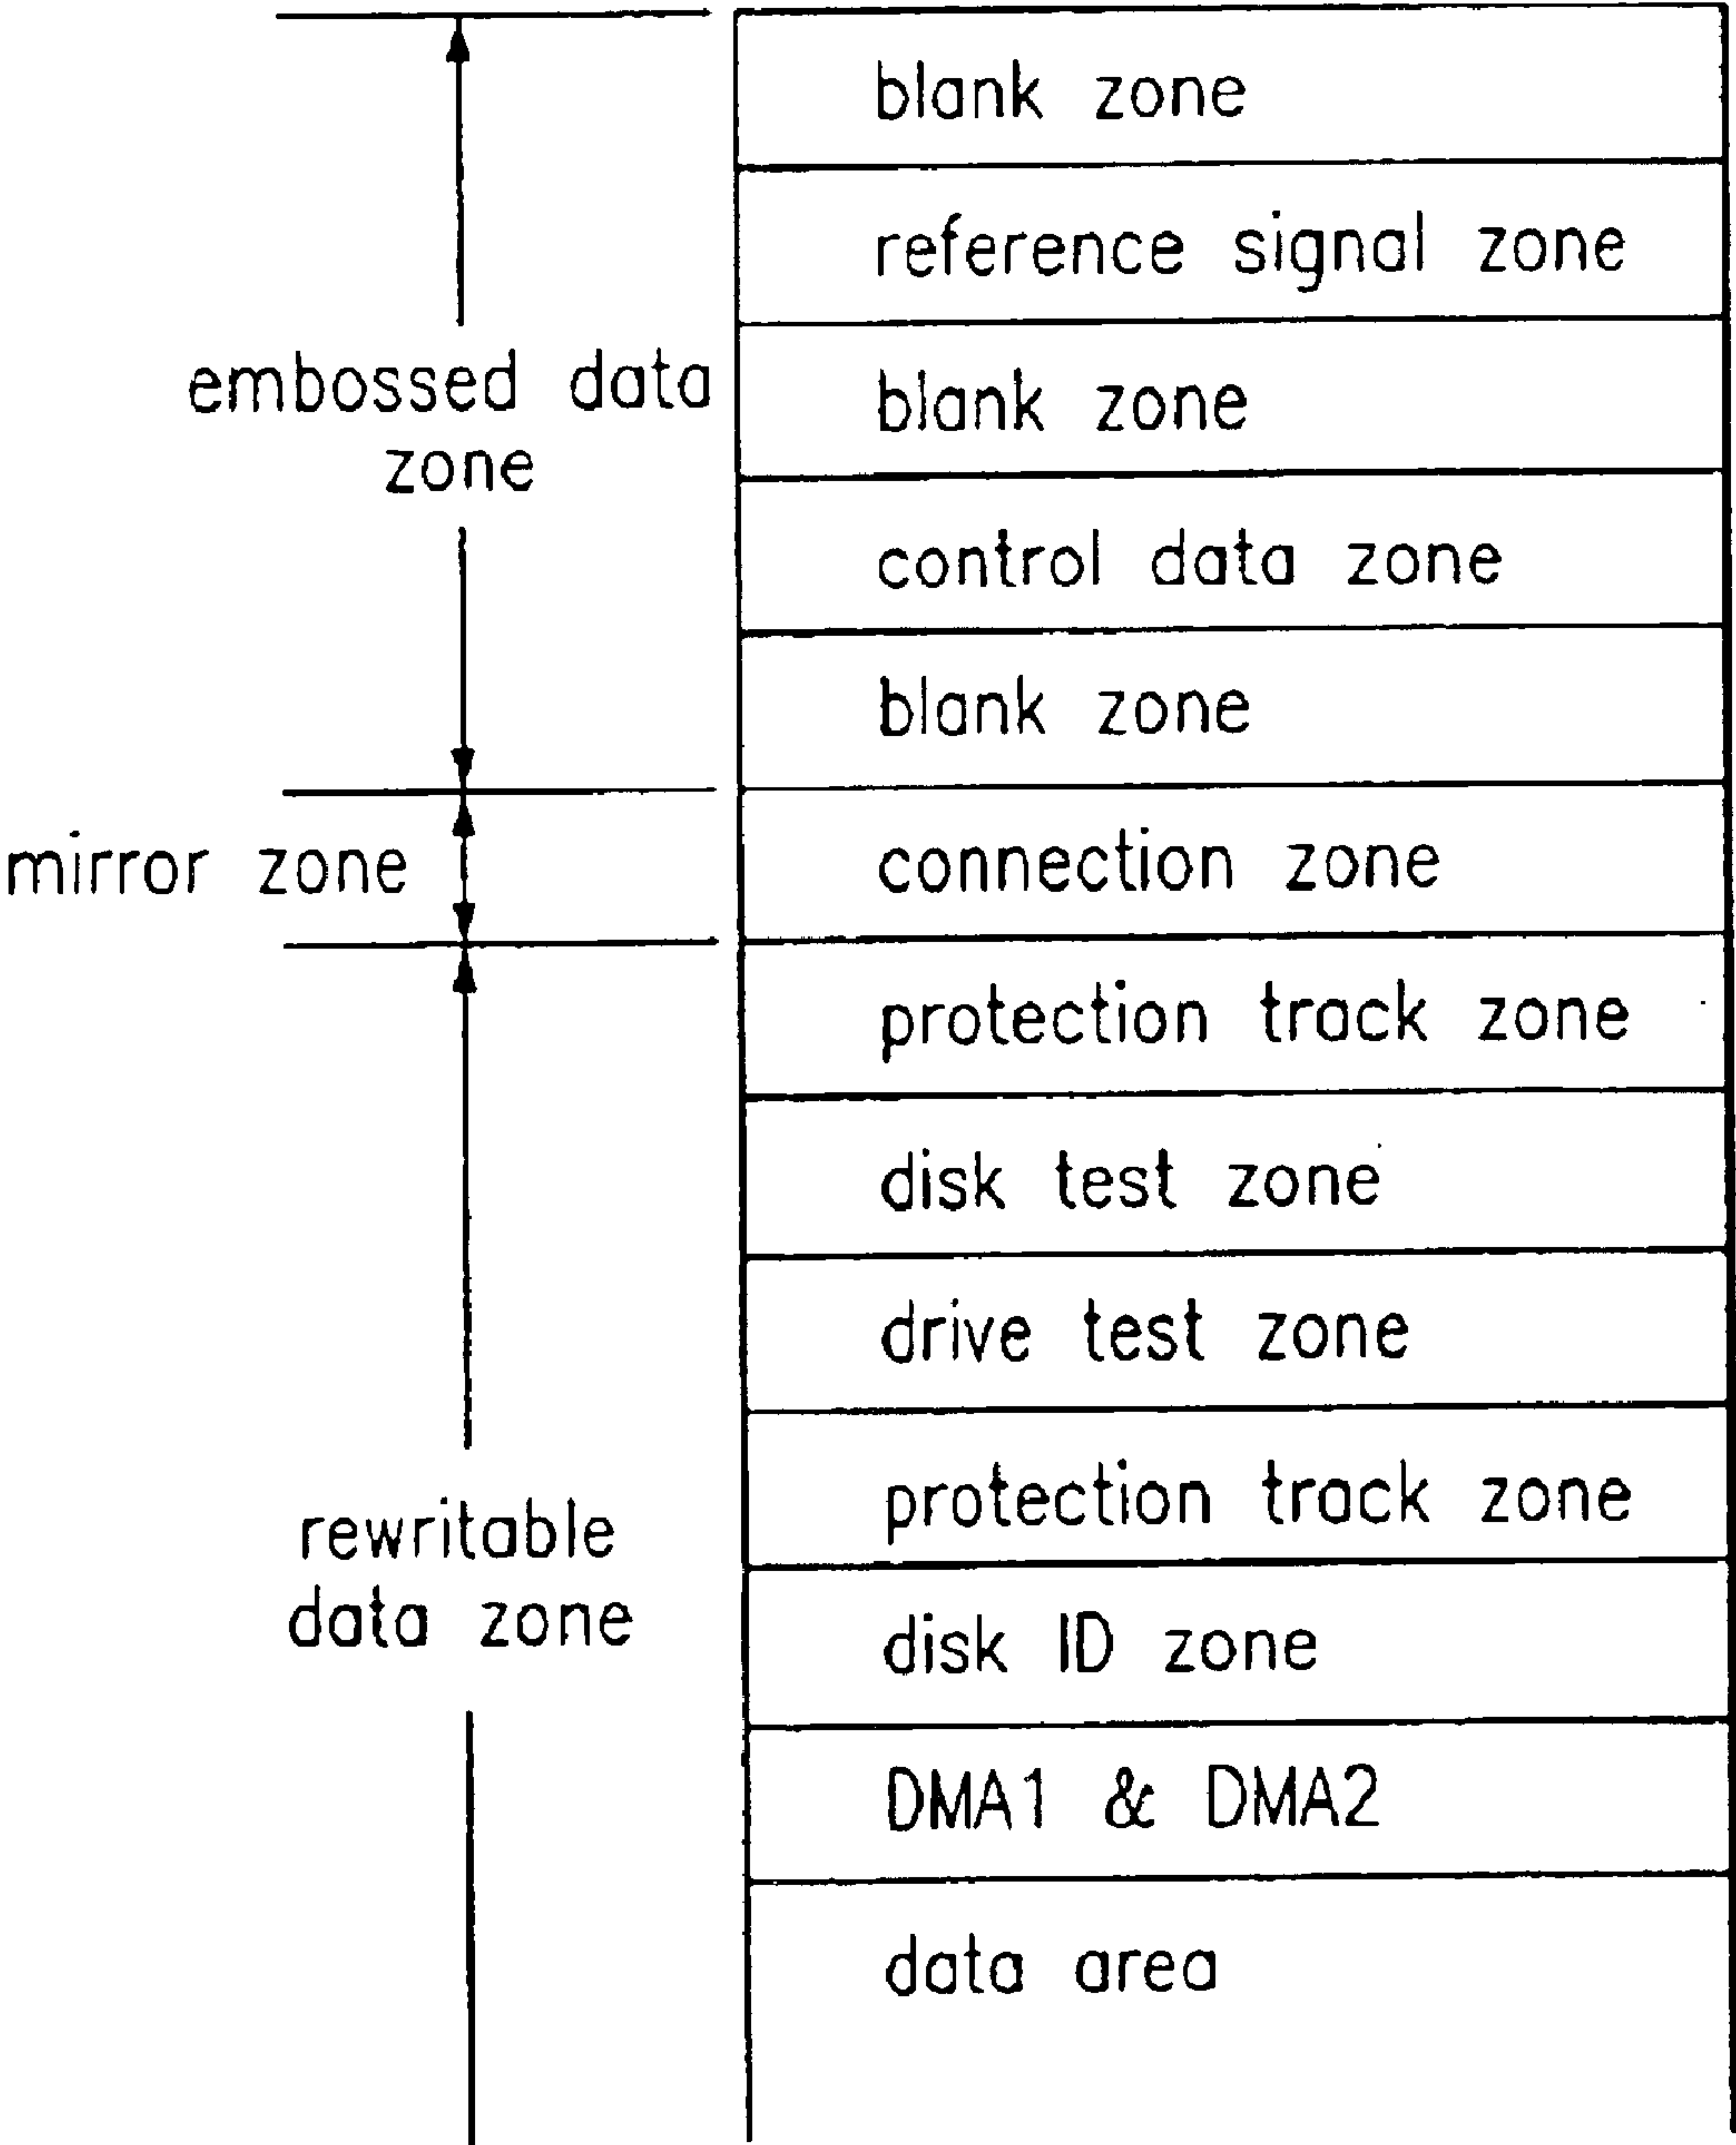 blank zone
reference signal zone
embossed data
zone
blank zone
control data zone
blank zone
mirror zone
connection zone
protection track zone
disk test zone
drive test zone
protection track zone
rewritable
data zone
disk ID zone
DMA1 & DMA2
data area